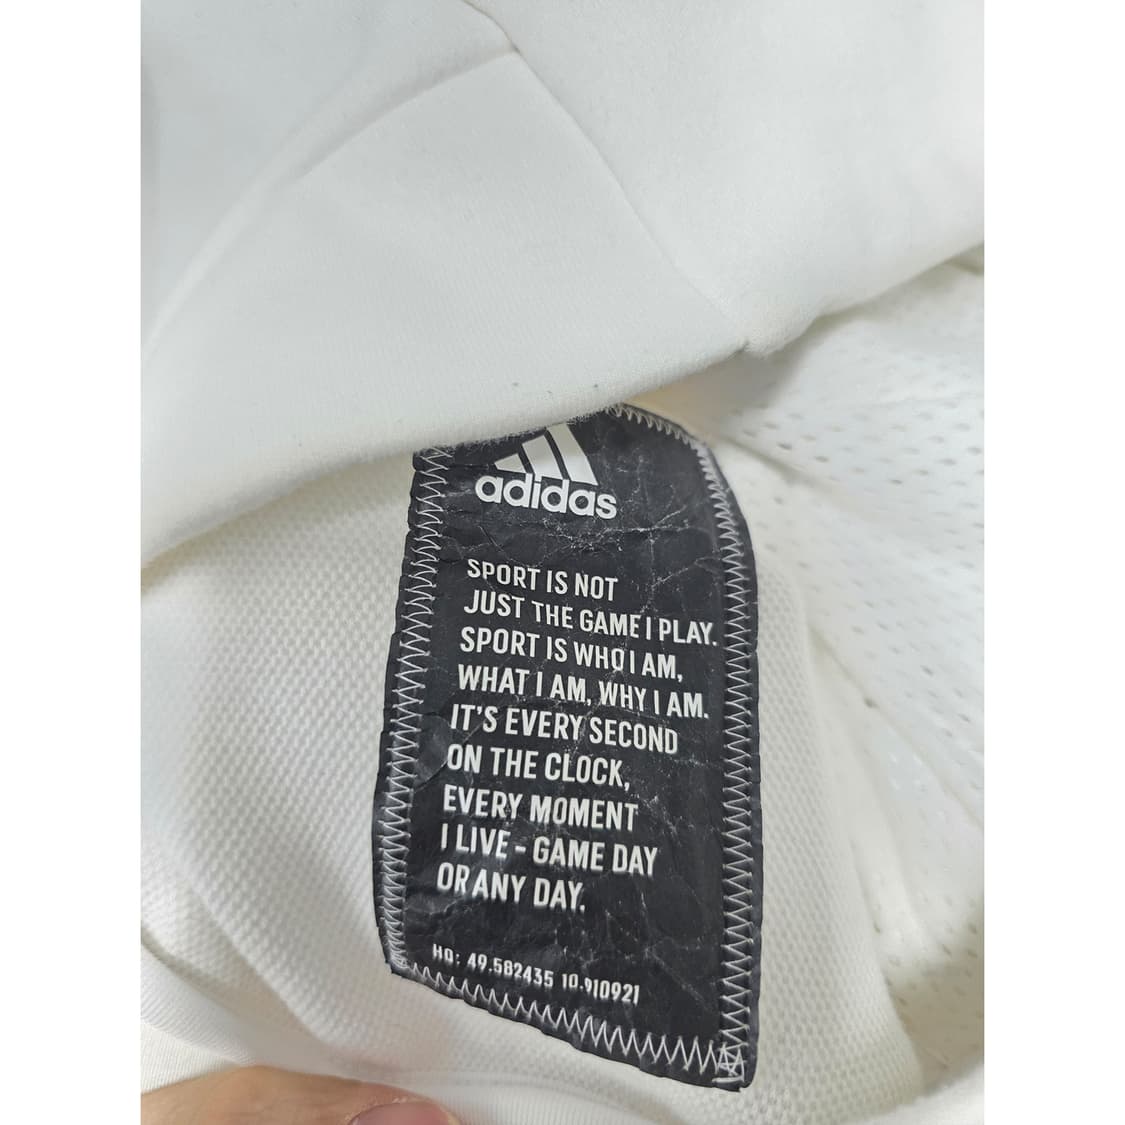 adidas
SPORT IS NOT
JUST THE GAME I PLAY.
SPORT IS WHO I AM,
WHAT I AM, WHY I AM.
IT'S EVERY SECOND
ON THE CLOCK,
EVERY MOMENT
I LIVE - GAME DAY
OR ANY DAY.
HQ: 49.582435 10.910921